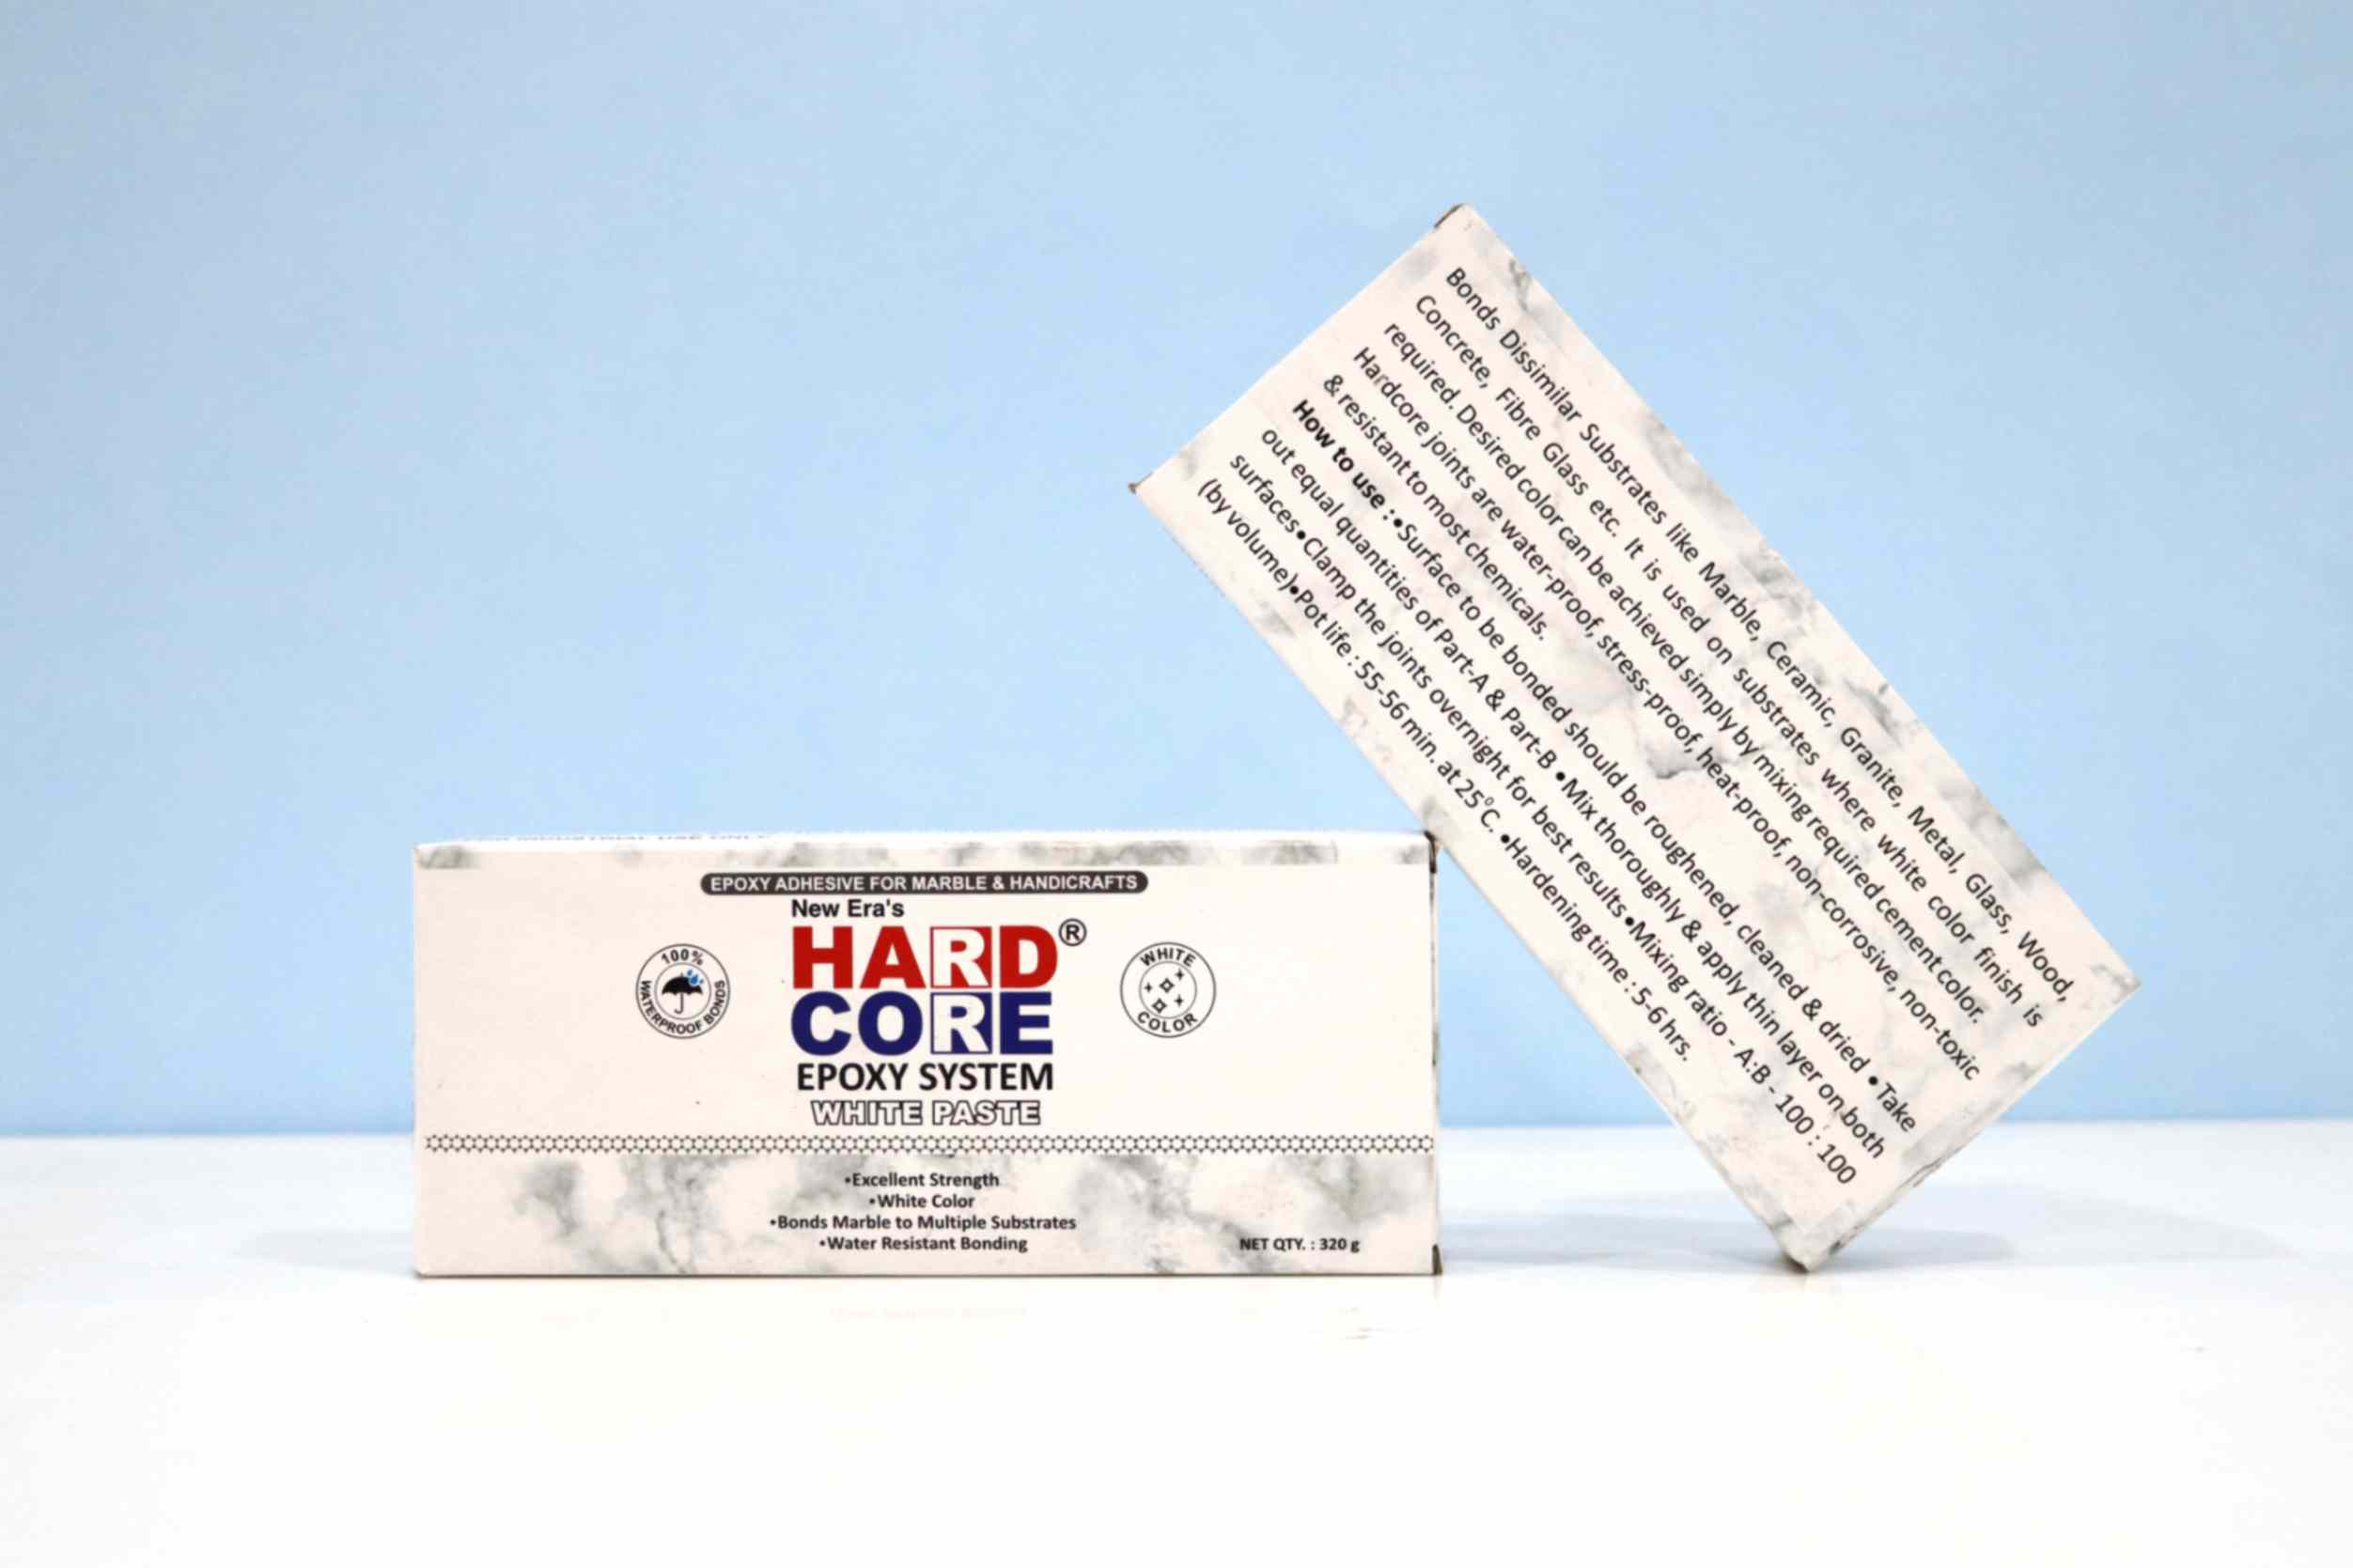 EPOXY ADHESIVE FOR MARBLE & HANDICRAFTS
New Era's
HARD®
CORE
EPOXY SYSTEM
WHITE PASTE
100%
WATERPROOF BONDS
WHITE
COLOR
•Excellent Strength
•White Color
•Bonds Marble to Multiple Substrates
•Water Resistant Bonding
NET QTY. : 320 g
Bonds Dissimilar Substrates like Marble, Ceramic, Granite, Metal, Glass, Wood,
Concrete, Fibre Glass etc. It is used on substrates where white color finish is
required. Desired color can be achieved simply by mixing required cement color.
Hardcore joints are water-proof, stress-proof, heat-proof, non-corrosive, non-toxic
& resistant to most chemicals.
How to use :•Surface to be bonded should be roughened, cleaned & dried •Take
out equal quantities of Part-A & Part-B •Mix thoroughly & apply thin layer on both
surfaces•Clamp the joints overnight for best results •Mixing ratio - A:B - 100 : 100
(by volume)•Pot life : 55-56 min. at 25⁰C. •Hardening time : 5-6 hrs.